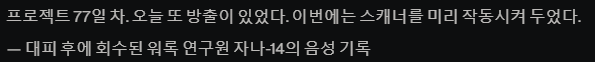 프로젝트 77일 차. 오늘 또 방출이 있었다. 이번에는 스캐너를 미리 작동시켜 두었다.
— 대피 후에 회수된 워록 연구원 자나-14의 음성 기록